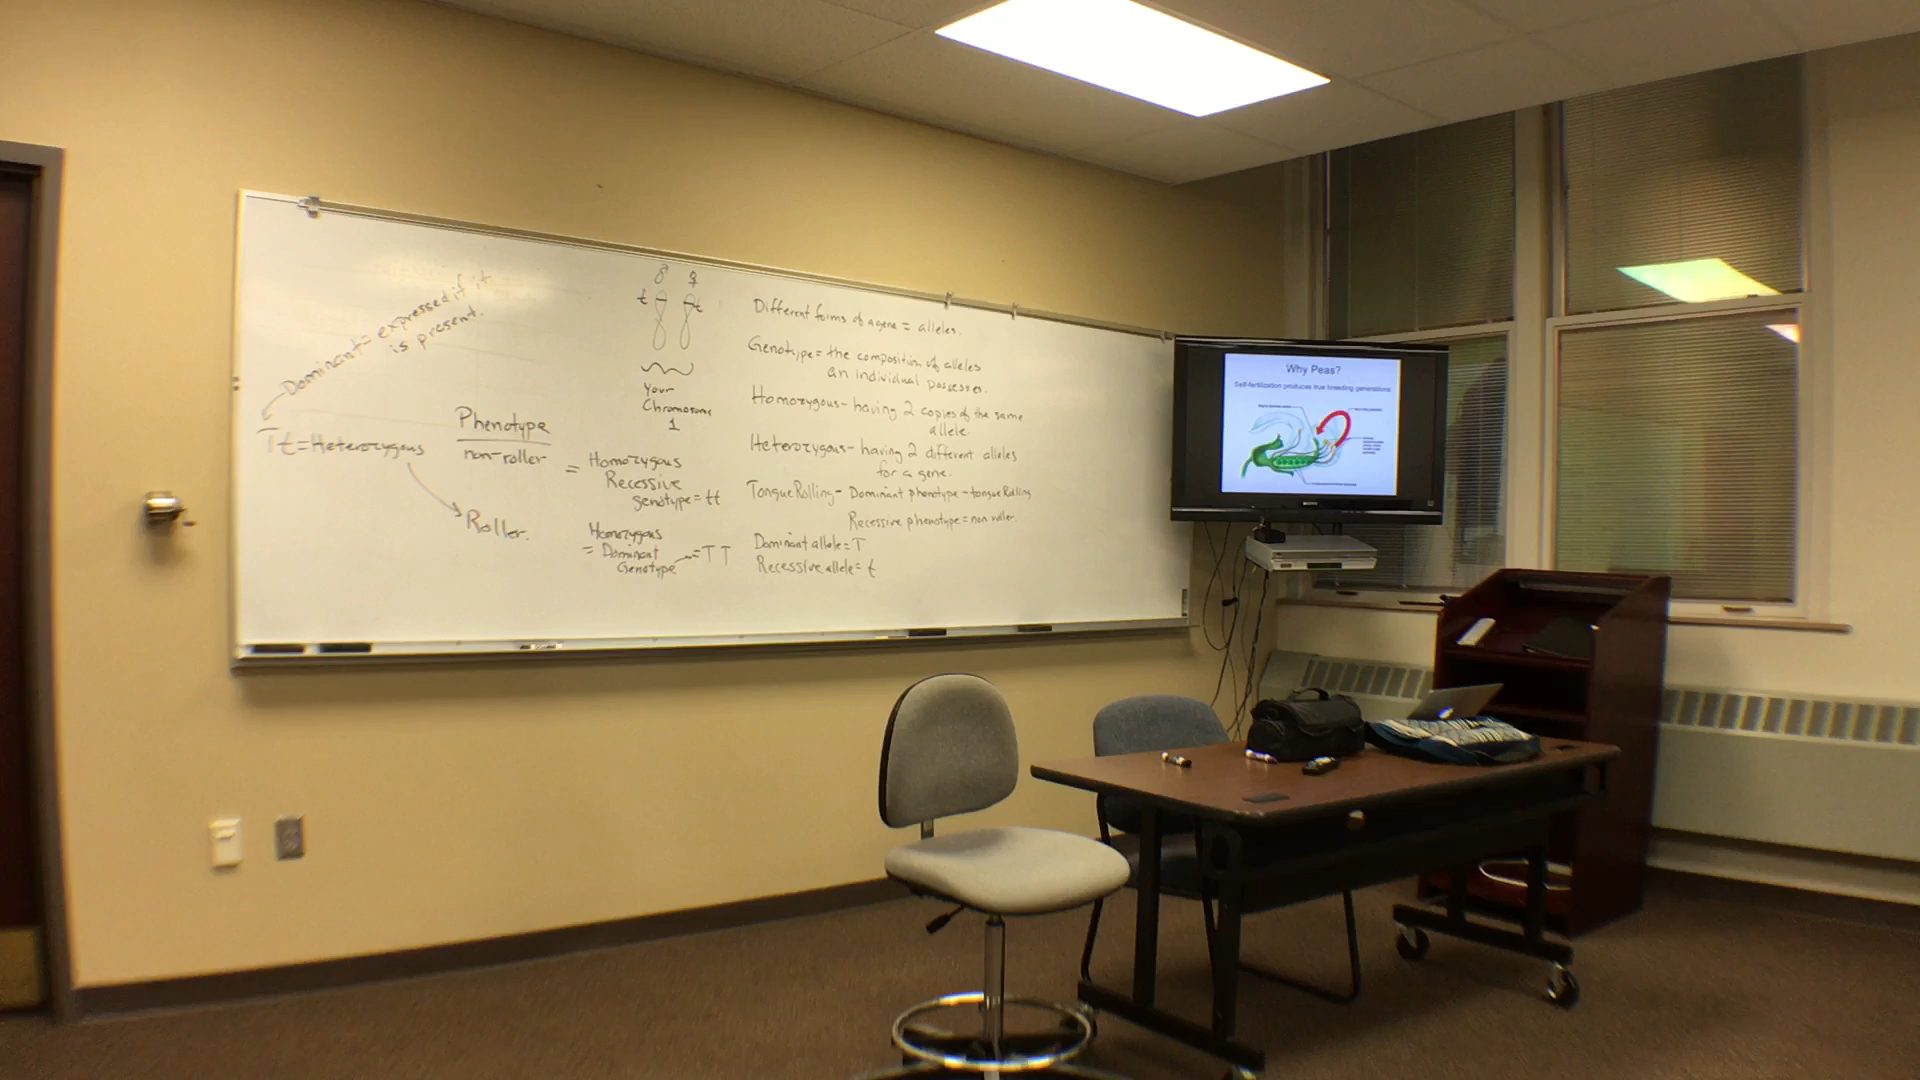 Dominant = expressed if it
is present.
Tt = Heterozygous
Phenotype
non-roller
= Homozygous
Recessive
genotype = tt
Roller.
Homozygous
= Dominant
Genotype = TT
♂ ♀
t t
Your
Chromosome
1
Different forms of a gene = alleles.
Genotype = the composition of alleles
an individual possesses.
Homozygous - having 2 copies of the same
allele.
Heterozygous - having 2 different alleles
for a gene.
Tongue Rolling - Dominant phenotype - tongue Rolling
Recessive phenotype = non roller.
Dominant allele = T
Recessive allele = t
Why Peas?
Self-fertilization produces true breeding generations